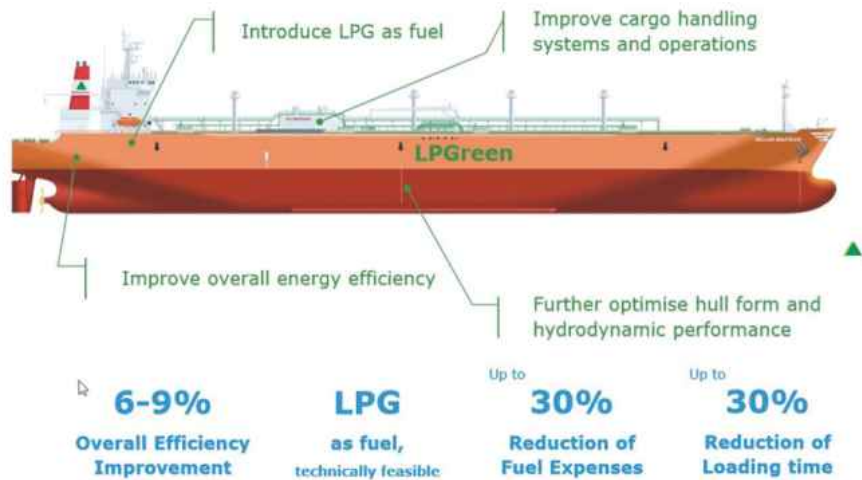 Introduce LPG as fuel
Improve cargo handling
systems and operations
LPGreen
Improve overall energy efficiency
Further optimise hull form and
hydrodynamic performance
6-9%
Overall Efficiency
Improvement
LPG
as fuel,
technically feasible
Up to
30%
Reduction of
Fuel Expenses
Up to
30%
Reduction of
Loading time